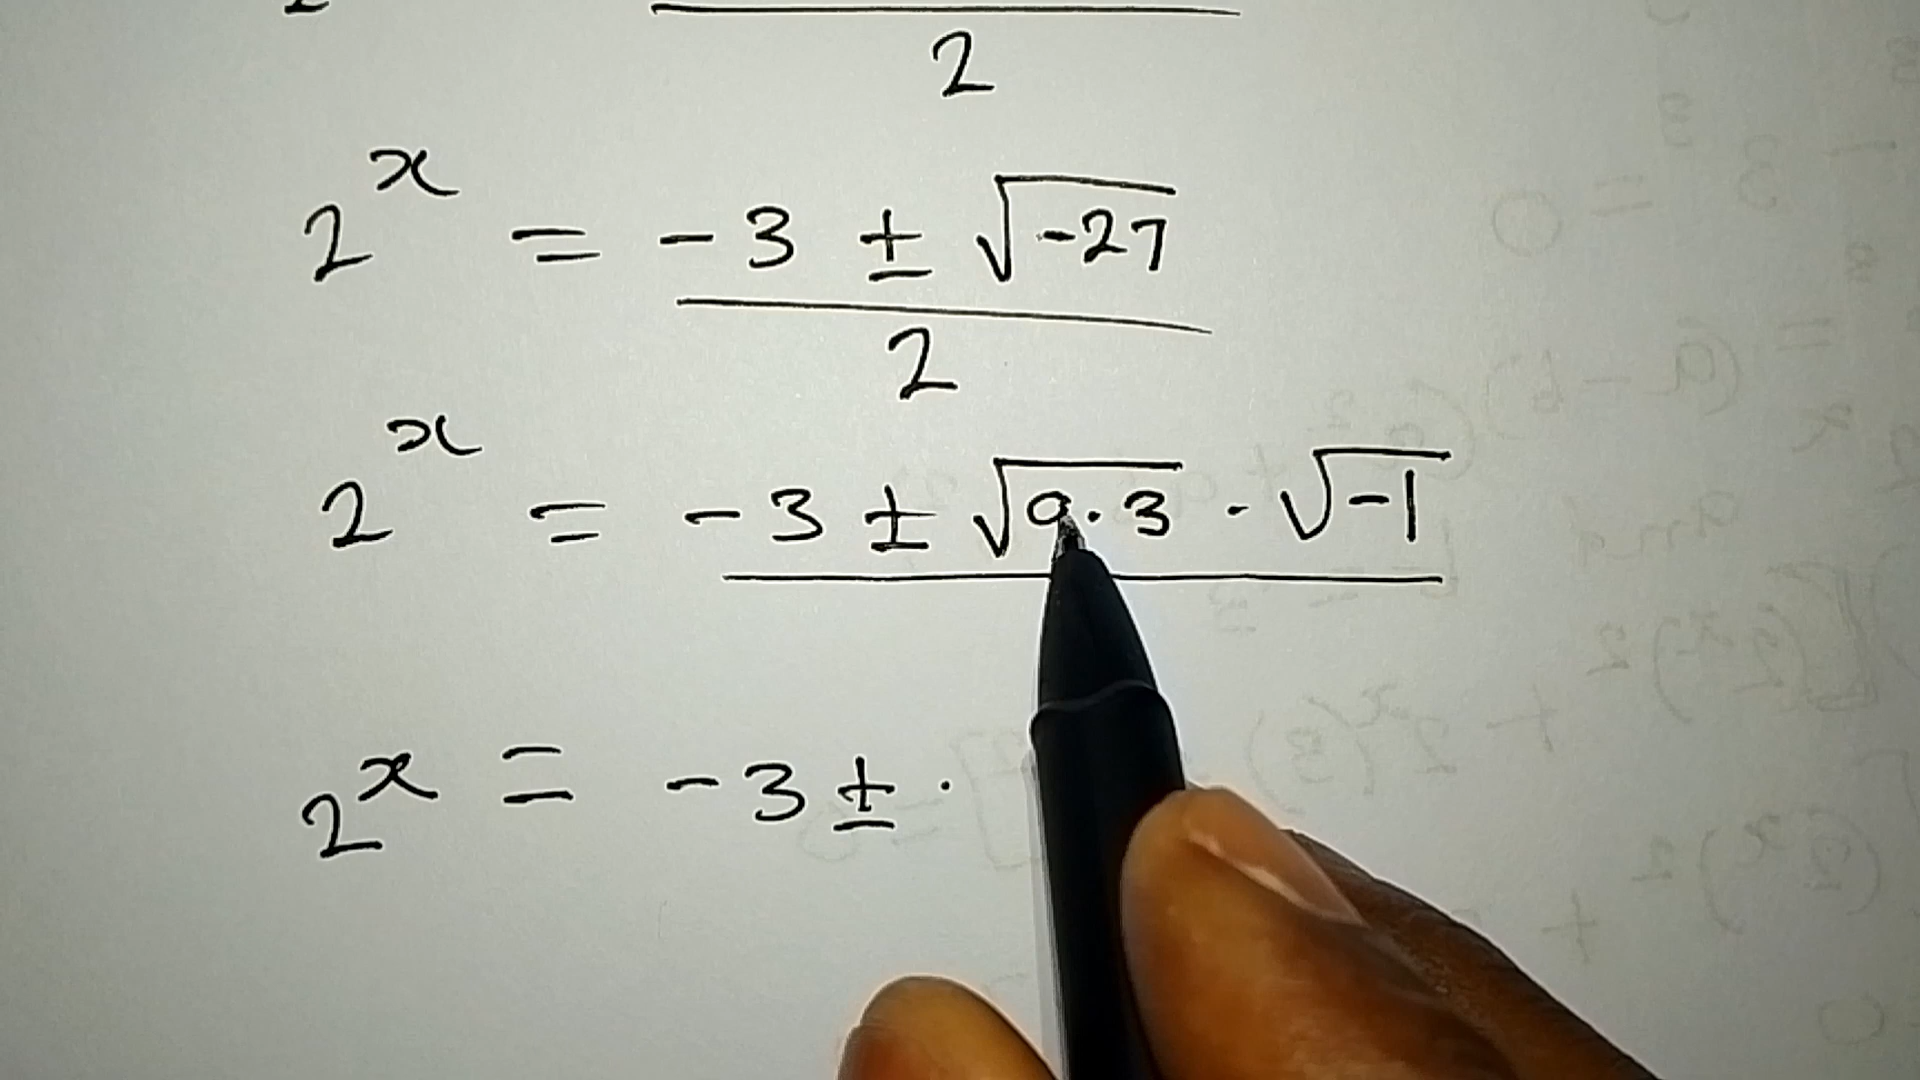 2
2^x = -3 ± √-27
2
2^x = -3 ± √9·3 · √-1
2^x = -3 ± ·